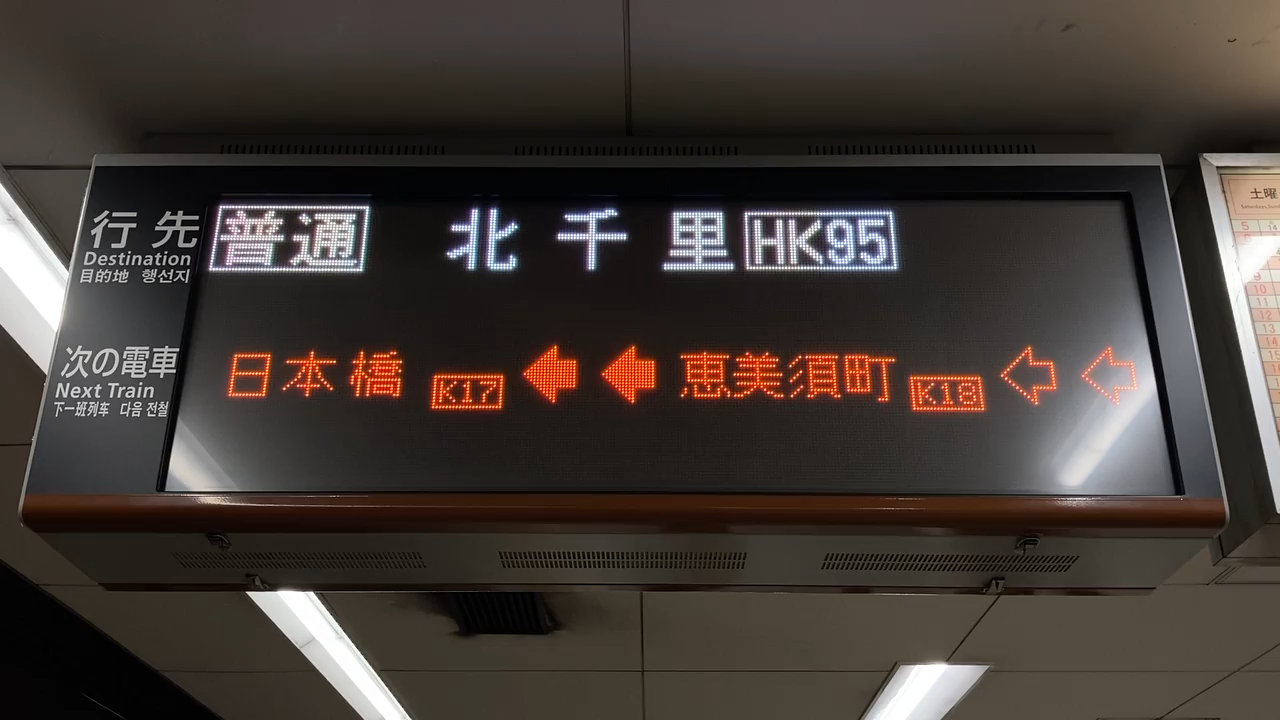 行先 普通 北千里 HK95
Destination
目的地 행선지
次の電車 日本橋 K17 ← ← 恵美須町 K18 ⇦ ⇦
Next Train
下一班列车 다음 전철
土曜